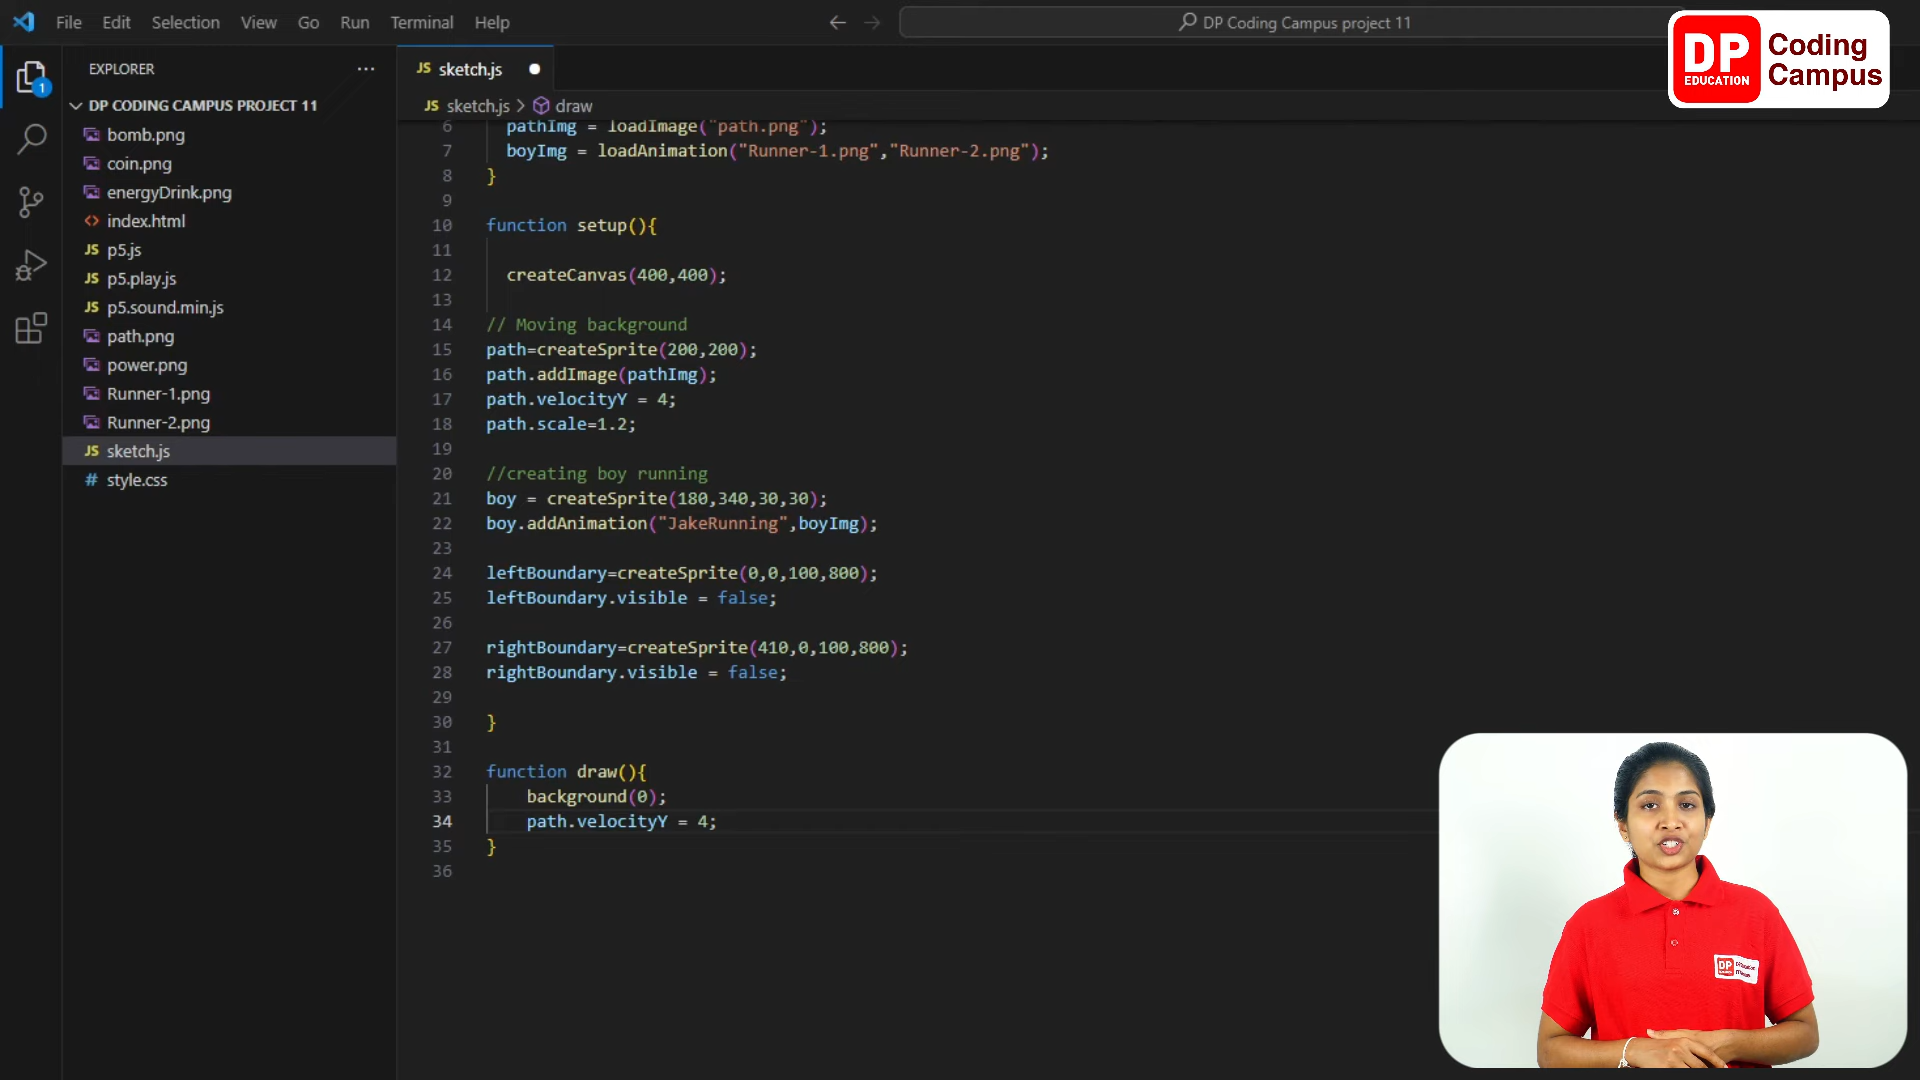 File Edit Selection View Go Run Terminal Help
DP Coding Campus project 11
DP
EDUCATION
Coding
Campus
EXPLORER
1
DP CODING CAMPUS PROJECT 11
bomb.png
coin.png
energyDrink.png
index.html
JS p5.js
JS p5.play.js
JS p5.sound.min.js
path.png
power.png
Runner-1.png
Runner-2.png
JS sketch.js
# style.css
JS sketch.js
JS sketch.js > draw
6 pathImg = loadImage("path.png");
7 boyImg = loadAnimation("Runner-1.png","Runner-2.png");
8 }
9
10 function setup(){
11
12 createCanvas(400,400);
13
14 // Moving background
15 path=createSprite(200,200);
16 path.addImage(pathImg);
17 path.velocityY = 4;
18 path.scale=1.2;
19
20 //creating boy running
21 boy = createSprite(180,340,30,30);
22 boy.addAnimation("JakeRunning",boyImg);
23
24 leftBoundary=createSprite(0,0,100,800);
25 leftBoundary.visible = false;
26
27 rightBoundary=createSprite(410,0,100,800);
28 rightBoundary.visible = false;
29
30 }
31
32 function draw(){
33 background(0);
34 path.velocityY = 4;
35 }
36
DP